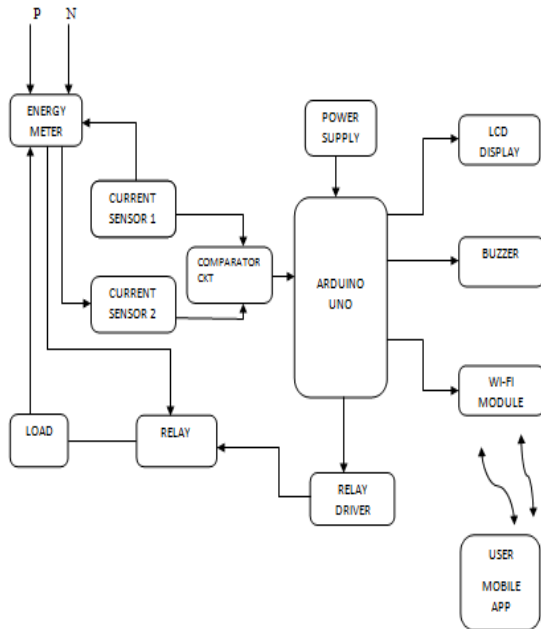 P N
ENERGY
METER
POWER
SUPPLY
LCD
DISPLAY
CURRENT
SENSOR 1
COMPARATOR
CKT
ARDUINO
UNO
BUZZER
CURRENT
SENSOR 2
WI-FI
MODULE
LOAD
RELAY
RELAY
DRIVER
USER
MOBILE
APP